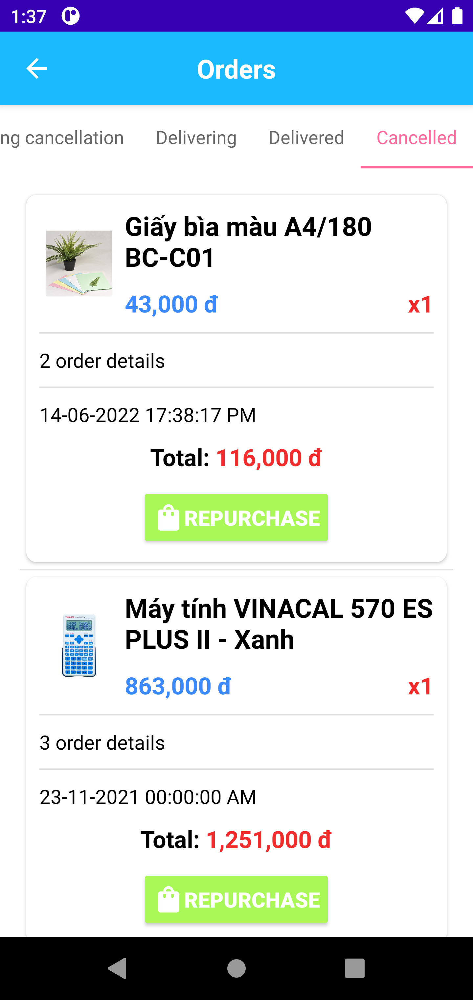 1:37
Orders
ng cancellation Delivering Delivered Cancelled
Giấy bìa màu A4/180
BC-C01
43,000 đ x1
2 order details
14-06-2022 17:38:17 PM
Total: 116,000 đ
REPURCHASE
Máy tính VINACAL 570 ES
PLUS II - Xanh
863,000 đ x1
3 order details
23-11-2021 00:00:00 AM
Total: 1,251,000 đ
REPURCHASE